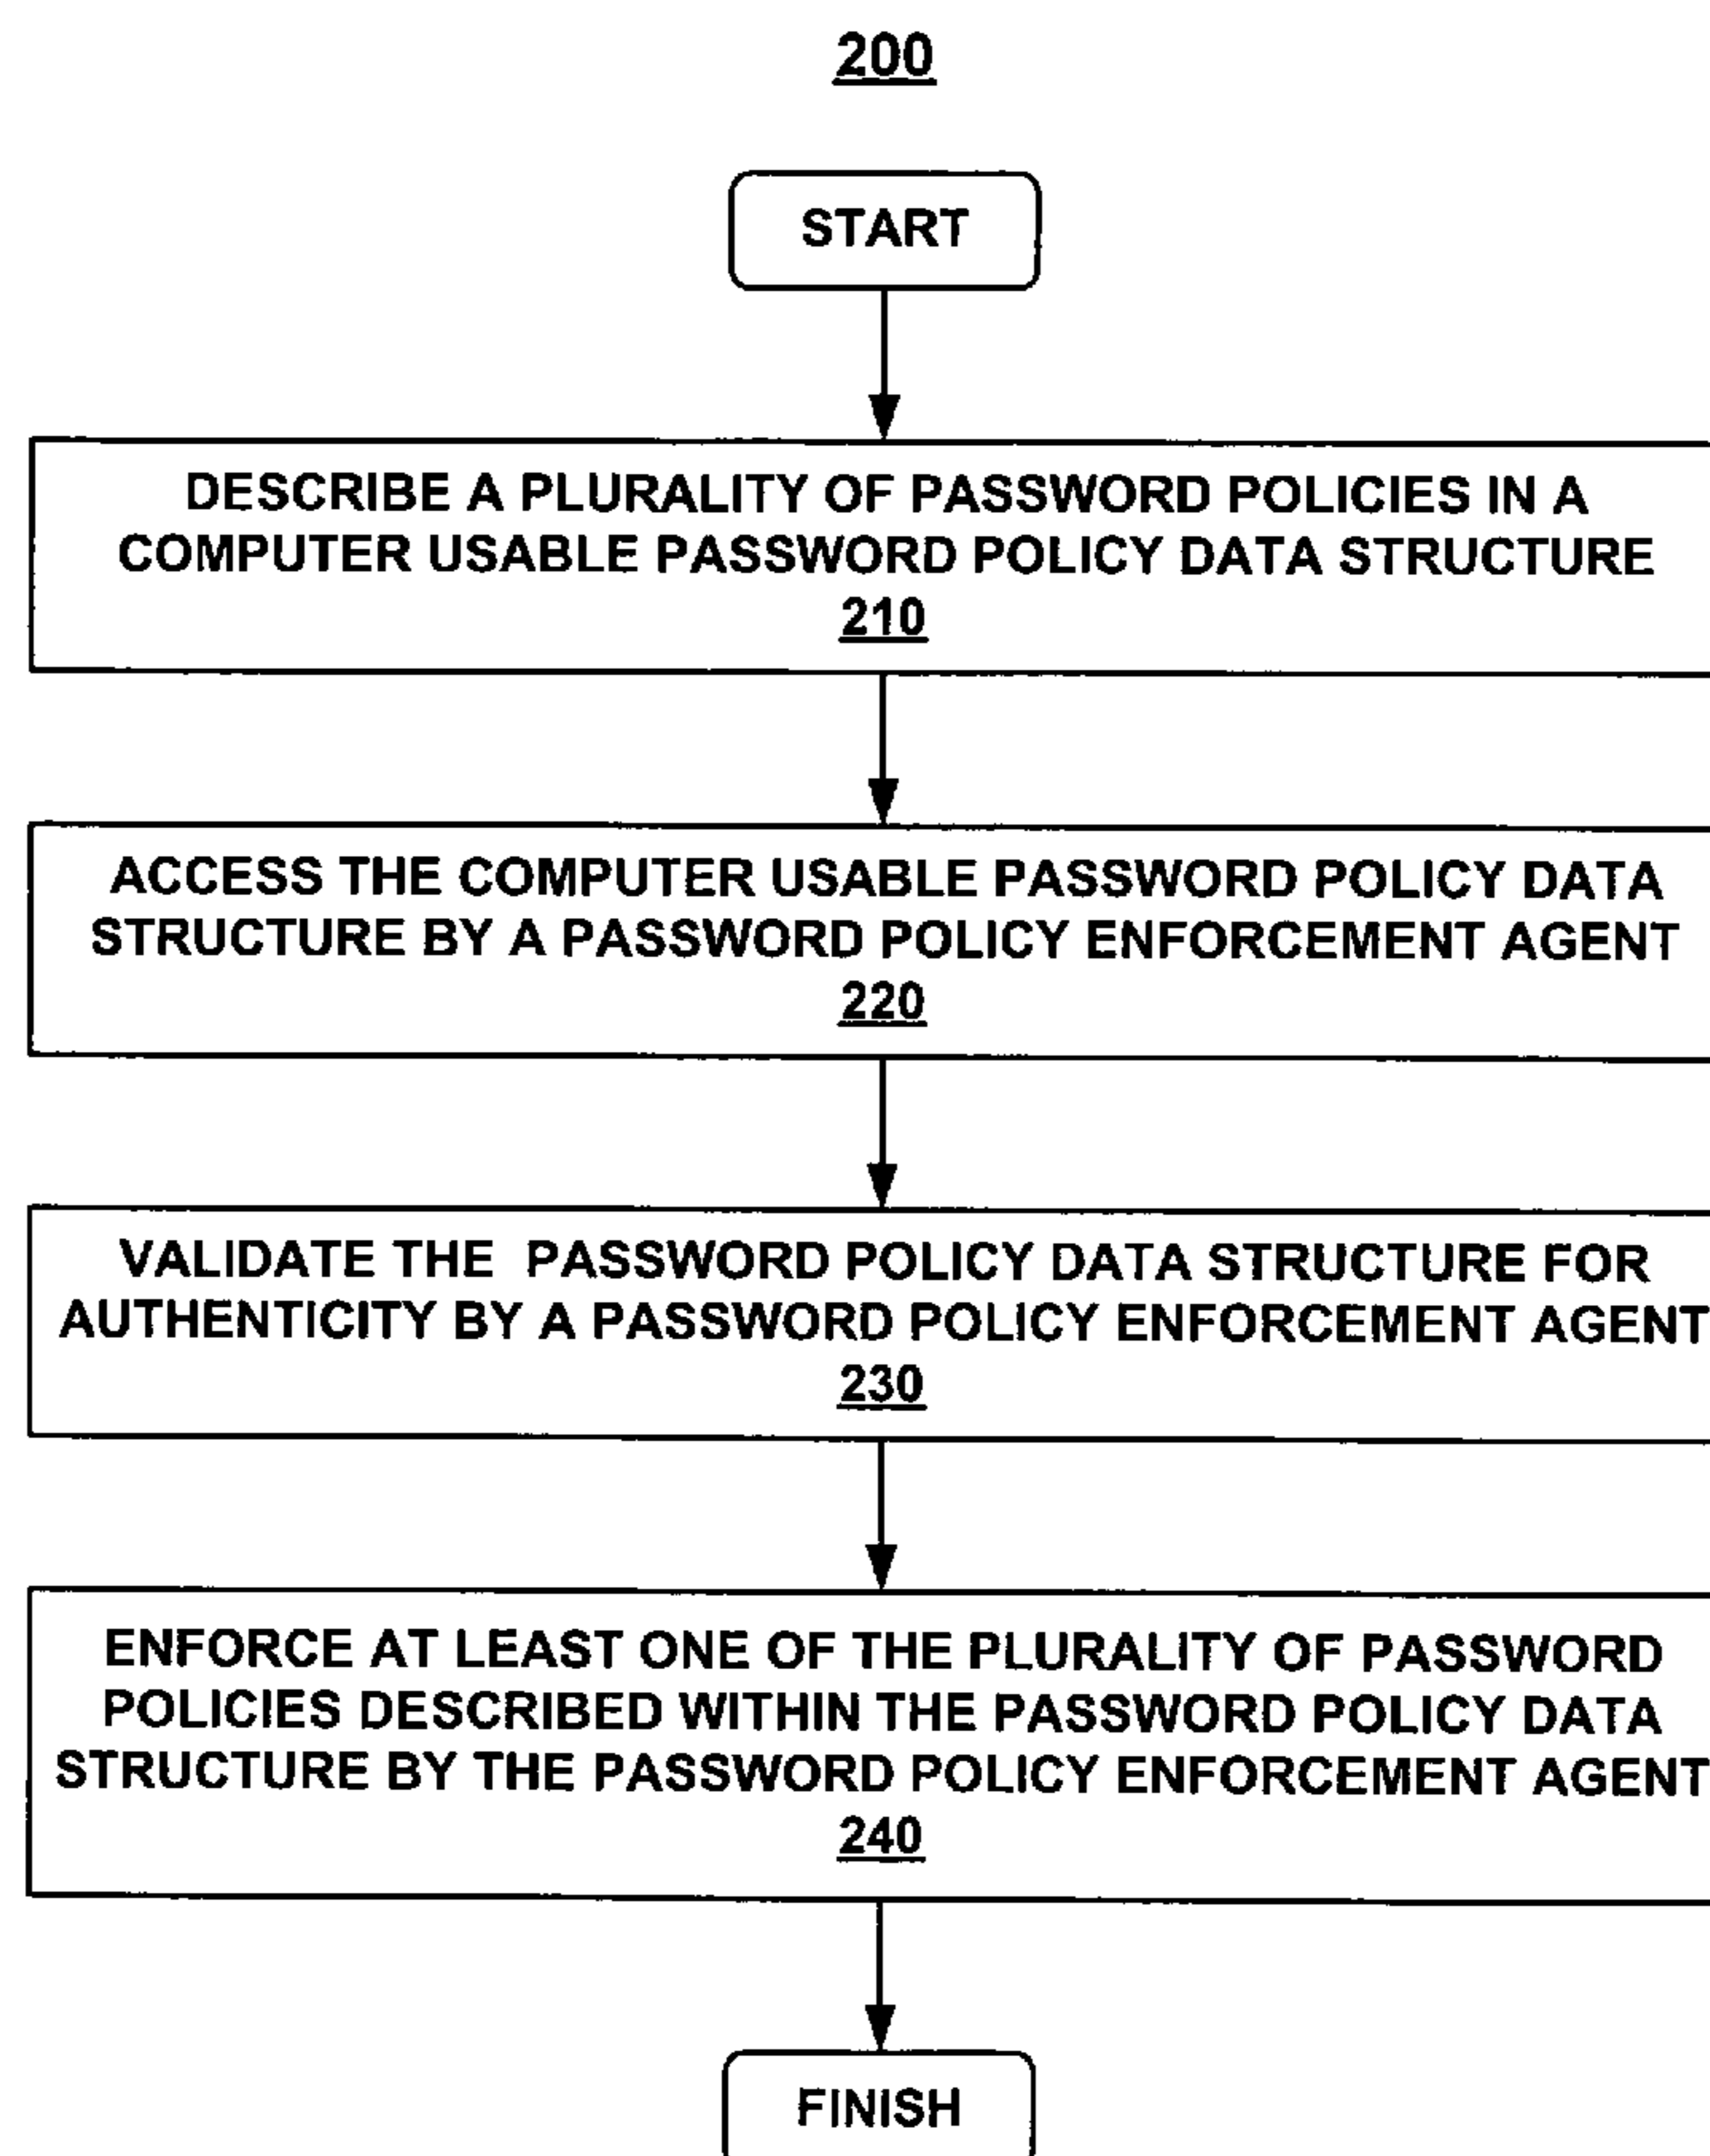 200
START
DESCRIBE A PLURALITY OF PASSWORD POLICIES IN A
COMPUTER USABLE PASSWORD POLICY DATA STRUCTURE
210
ACCESS THE COMPUTER USABLE PASSWORD POLICY DATA
STRUCTURE BY A PASSWORD POLICY ENFORCEMENT AGENT
220
VALIDATE THE PASSWORD POLICY DATA STRUCTURE FOR
AUTHENTICITY BY A PASSWORD POLICY ENFORCEMENT AGENT
230
ENFORCE AT LEAST ONE OF THE PLURALITY OF PASSWORD
POLICIES DESCRIBED WITHIN THE PASSWORD POLICY DATA
STRUCTURE BY THE PASSWORD POLICY ENFORCEMENT AGENT
240
FINISH